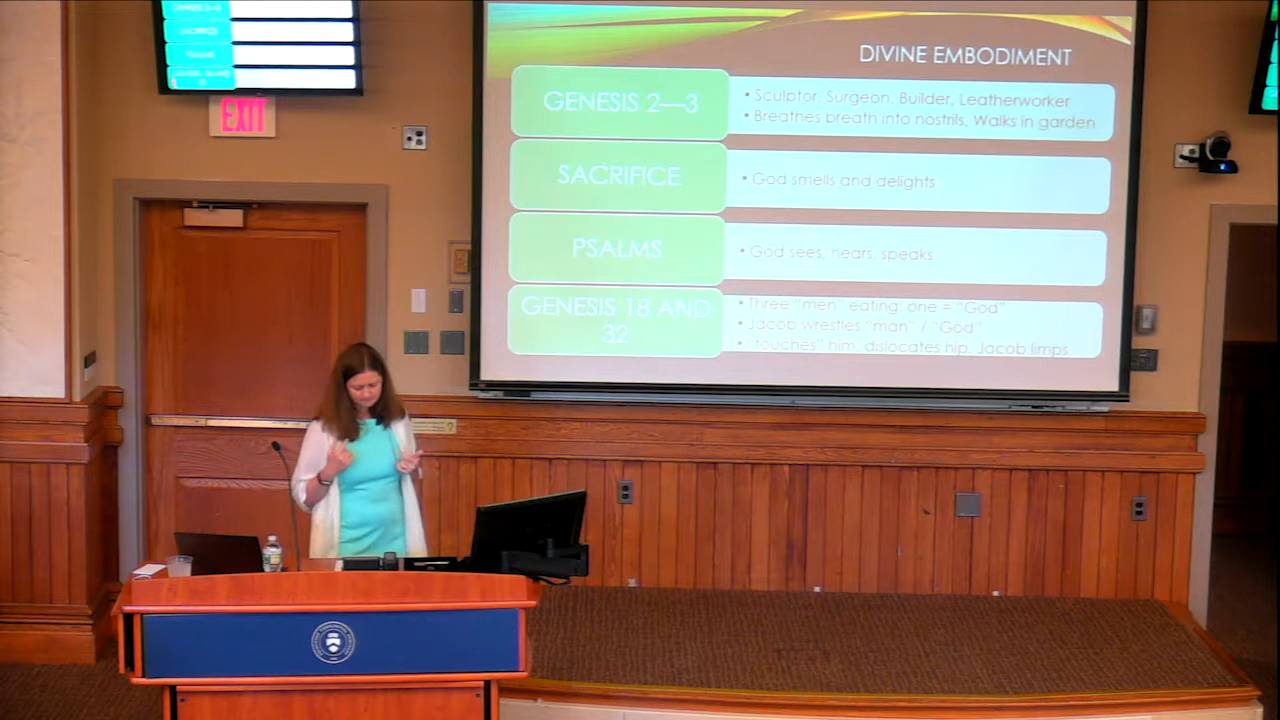 EXIT
DIVINE EMBODIMENT
GENESIS 2—3
• Sculptor, Surgeon, Builder, Leatherworker
• Breathes breath into nostrils, Walks in garden
SACRIFICE
• God smells and delights
PSALMS
• God sees, hears, speaks
GENESIS 18 AND
32
• Three “men” eating: one = “God”
• Jacob wrestles “man” / “God”
• “touches” him, dislocates hip, Jacob limps